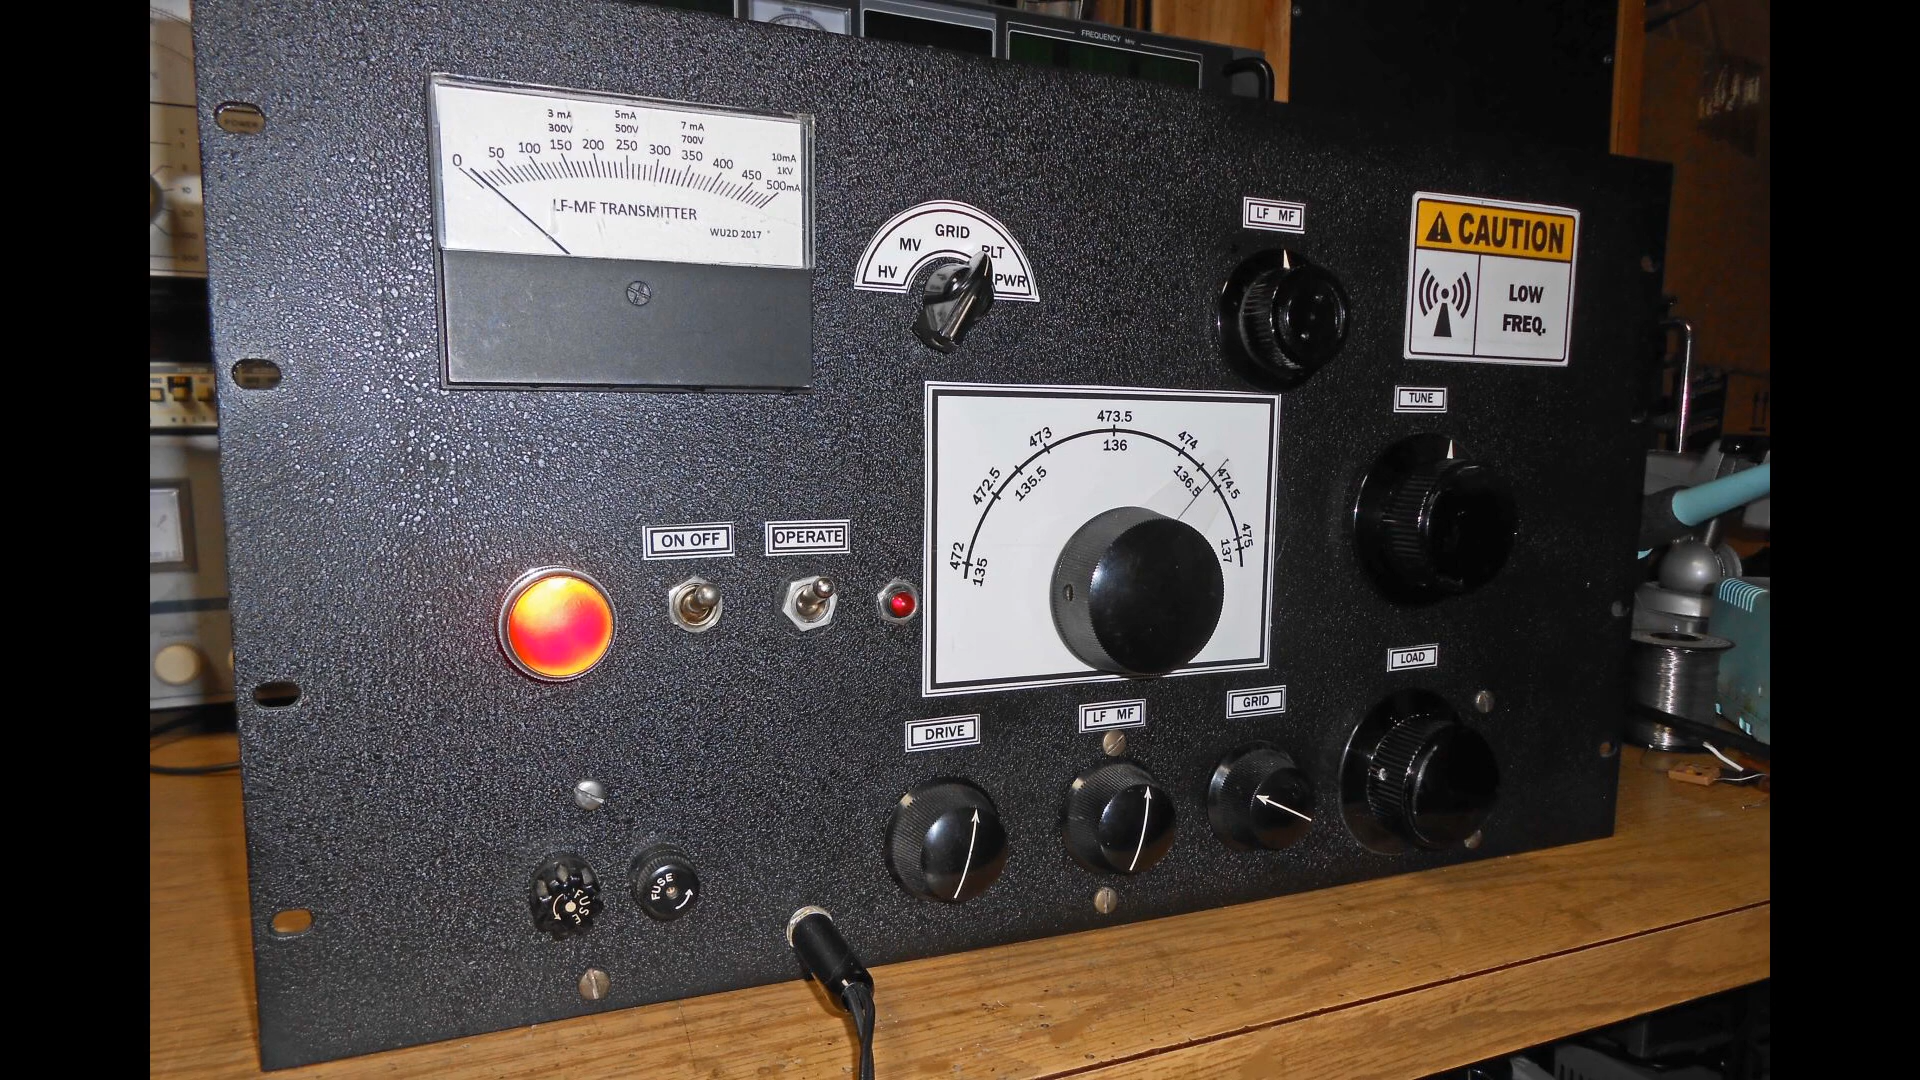 FREQUENCY MHz
3 mA 5mA 7 mA 10mA
300V 500V 700V 1KV
0 50 100 150 200 250 300 350 400 450 500mA
LF-MF TRANSMITTER
WU2D 2017
HV MV GRID PLT PWR
LF MF
CAUTION
LOW
FREQ.
TUNE
472 472.5 473 473.5 474 474.5 475
135 135.5 136 136.5 137
ON OFF
OPERATE
LOAD
DRIVE
LF MF
GRID
FUSE
FUSE